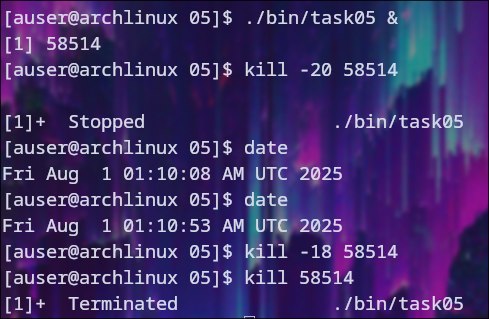 [auser@archlinux 05]$ ./bin/task05 &
[1] 58514
[auser@archlinux 05]$ kill -20 58514
[1]+  Stopped                 ./bin/task05
[auser@archlinux 05]$ date
Fri Aug  1 01:10:08 AM UTC 2025
[auser@archlinux 05]$ date
Fri Aug  1 01:10:53 AM UTC 2025
[auser@archlinux 05]$ kill -18 58514
[auser@archlinux 05]$ kill 58514
[1]+  Terminated              ./bin/task05